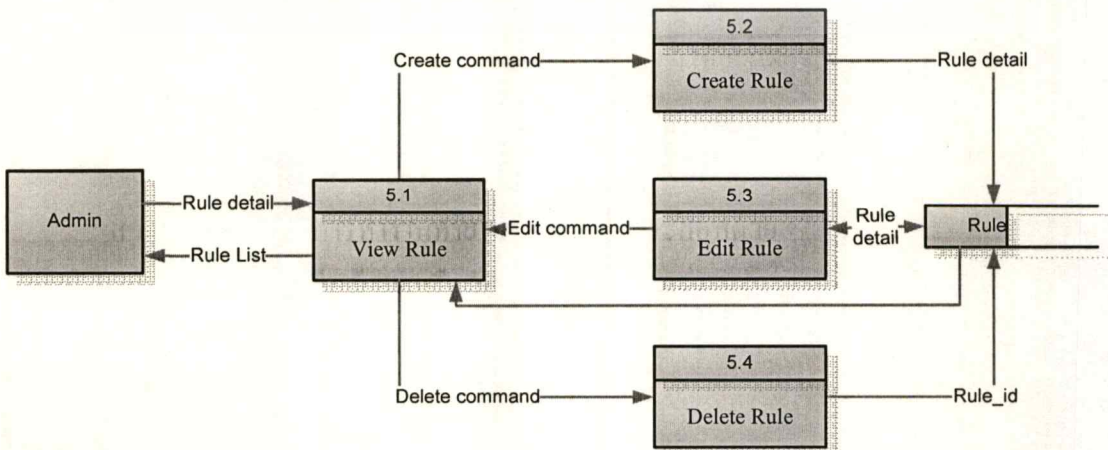 5.2
Create command
Rule detail
Create Rule
5.1
5.3
Admin
Rule detail
Edit command
Rule
detail
Rule
Rule List
View Rule
Edit Rule
5.4
Delete command
Rule_id
Delete Rule